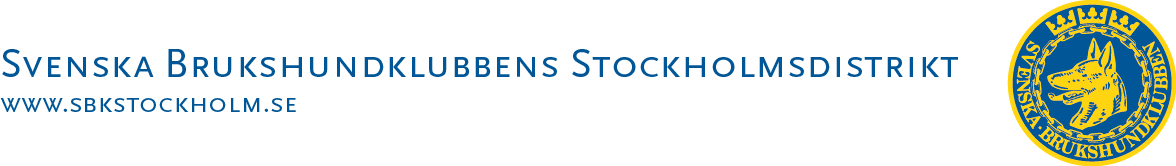 Svenska Brukshundklubbens Stockholmsdistrikt
www.sbkstockholm.se
SVENSKA · BRUKSHUNDKLUBBEN